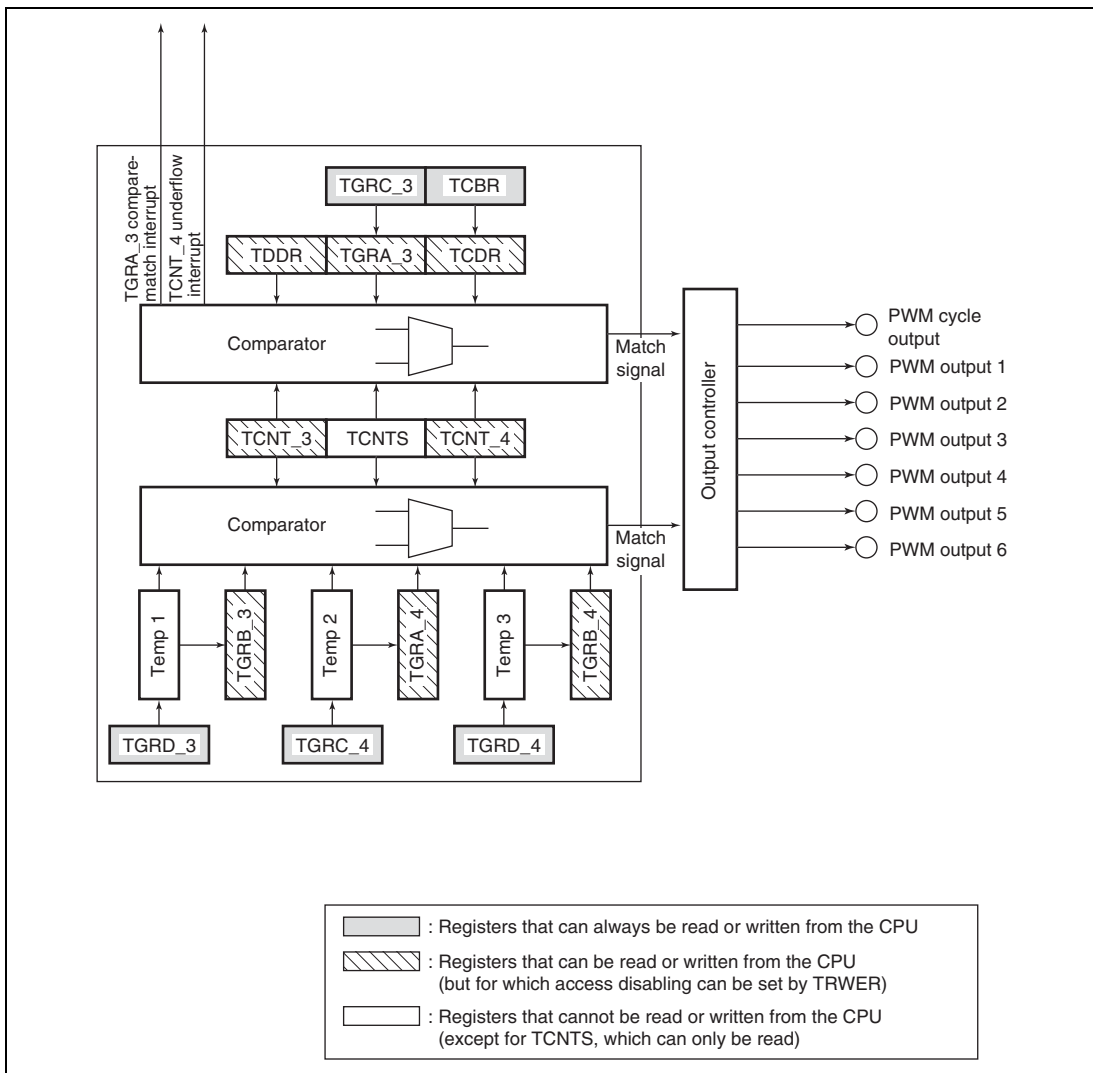 TGRA_3 compare-
match interrupt
TCNT_4 underflow
interrupt
TGRC_3
TCBR
TDDR
TGRA_3
TCDR
Comparator
Match
signal
TCNT_3
TCNTS
TCNT_4
Comparator
Match
signal
Temp 1
TGRB_3
Temp 2
TGRA_4
Temp 3
TGRB_4
TGRD_3
TGRC_4
TGRD_4
Output controller
PWM cycle
output
PWM output 1
PWM output 2
PWM output 3
PWM output 4
PWM output 5
PWM output 6
: Registers that can always be read or written from the CPU
: Registers that can be read or written from the CPU
(but for which access disabling can be set by TRWER)
: Registers that cannot be read or written from the CPU
(except for TCNTS, which can only be read)